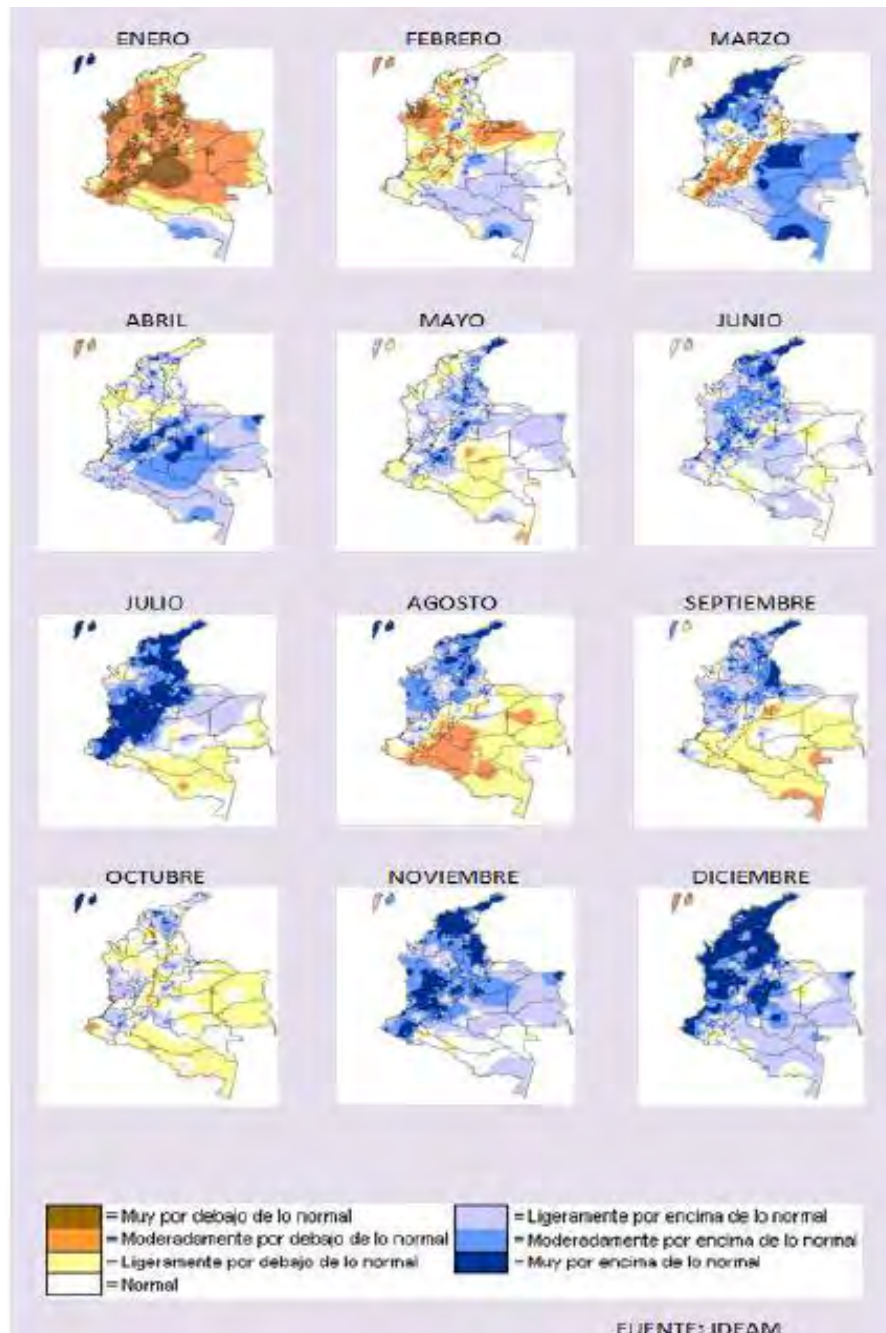 ENERO FEBRERO MARZO
ABRIL MAYO JUNIO
JULIO AGOSTO SEPTIEMBRE
OCTUBRE NOVIEMBRE DICIEMBRE
= Muy por debajo de lo normal
= Moderadamente por debajo de lo normal
= Ligeramente por debajo de lo normal
= Normal
= Ligeramente por encima de lo normal
= Moderadamente por encima de lo normal
= Muy por encima de lo normal
FUENTE: IDEAM